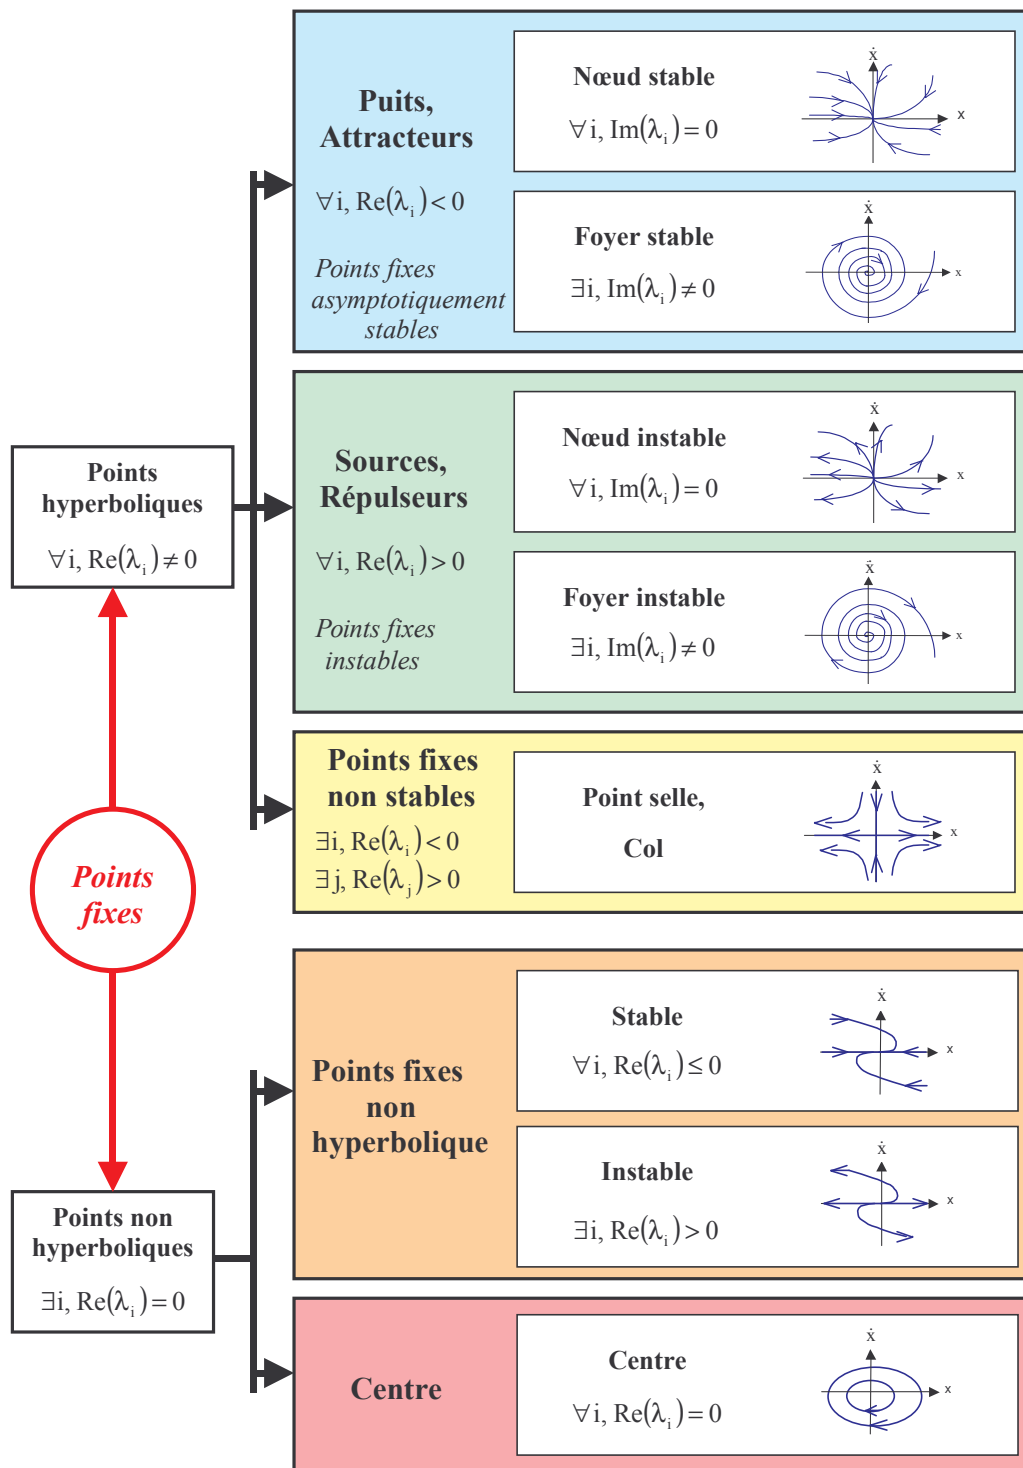 Points
fixes
Points
hyperboliques
∀i, Re(λᵢ) ≠ 0
Puits,
Attracteurs
∀i, Re(λᵢ) < 0
Points fixes
asymptotiquement
stables
Nœud stable
∀i, Im(λᵢ) = 0
ẋ
x
Foyer stable
∃i, Im(λᵢ) ≠ 0
ẋ
x
Sources,
Répulseurs
∀i, Re(λᵢ) > 0
Points fixes
instables
Nœud instable
∀i, Im(λᵢ) = 0
ẋ
x
Foyer instable
∃i, Im(λᵢ) ≠ 0
ẋ
x
Points fixes
non stables
∃i, Re(λᵢ) < 0
∃j, Re(λⱼ) > 0
Point selle,
Col
ẋ
x
Points non
hyperboliques
∃i, Re(λᵢ) = 0
Points fixes
non
hyperbolique
Stable
∀i, Re(λᵢ) ≤ 0
ẋ
x
Instable
∃i, Re(λᵢ) > 0
ẋ
x
Centre
Centre
∀i, Re(λᵢ) = 0
ẋ
x